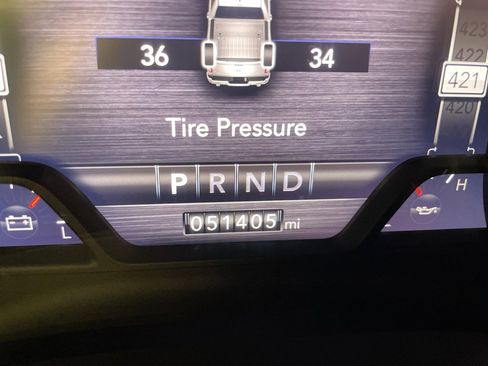 423
422
36 34 421
420
Tire Pressure
P R N D H
051405 mi
L